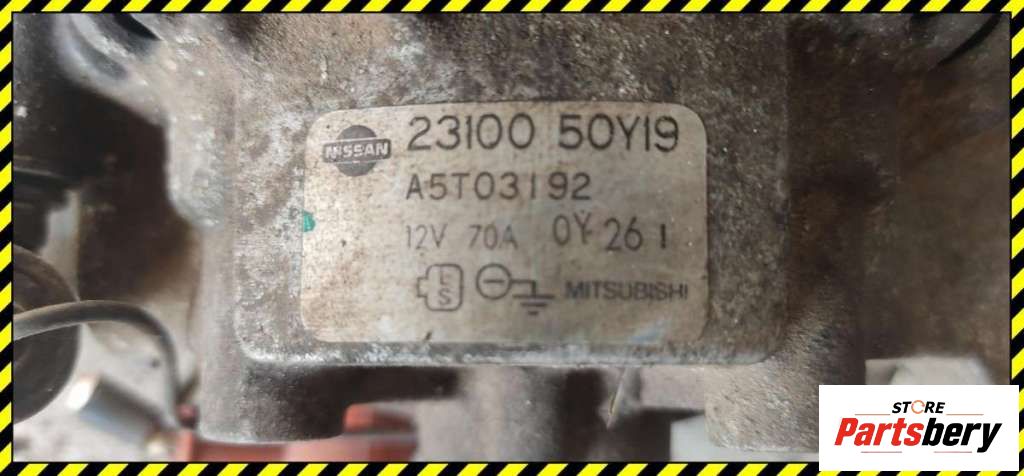 NISSAN 23100 50Y19
A5T03192
12V 70A 0Y 26 1
L
S
MITSUBISHI
STORE
Partsbery